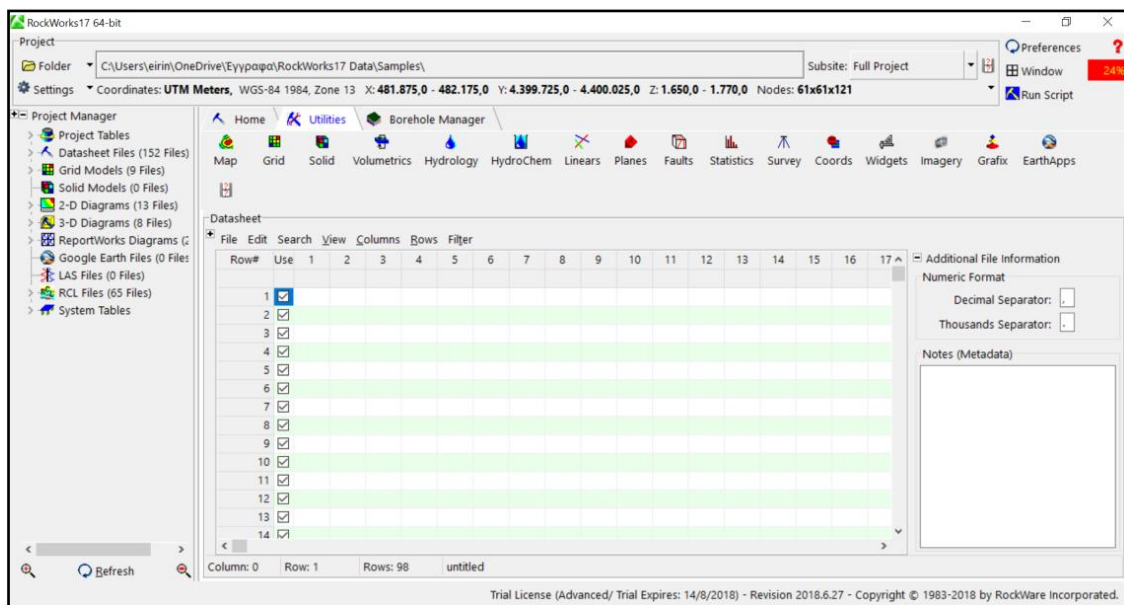 RockWorks17 64-bit
Project
Folder C:\Users\eirin\OneDrive\Έγγραφα\RockWorks17 Data\Samples\ Subsite: Full Project
Preferences ?
Settings Coordinates: UTM Meters, WGS-84 1984, Zone 13 X: 481.875,0 - 482.175,0 Y: 4.399.725,0 - 4.400.025,0 Z: 1.650,0 - 1.770,0 Nodes: 61x61x121
Window 24%
Run Script
Project Manager
Project Tables
Datasheet Files (152 Files)
Grid Models (9 Files)
Solid Models (0 Files)
2-D Diagrams (13 Files)
3-D Diagrams (8 Files)
ReportWorks Diagrams (2
Google Earth Files (0 Files
LAS Files (0 Files)
RCL Files (65 Files)
System Tables
Refresh
Home Utilities Borehole Manager
Map Grid Solid Volumetrics Hydrology HydroChem Linears Planes Faults Statistics Survey Coords Widgets Imagery Grafix EarthApps
Datasheet
File Edit Search View Columns Rows Filter
Row# Use 1 2 3 4 5 6 7 8 9 10 11 12 13 14 15 16 17
1
2
3
4
5
6
7
8
9
10
11
12
13
14
Additional File Information
Numeric Format
Decimal Separator: ,
Thousands Separator: .
Notes (Metadata)
Column: 0 Row: 1 Rows: 98 untitled
Trial License (Advanced/ Trial Expires: 14/8/2018) - Revision 2018.6.27 - Copyright © 1983-2018 by RockWare Incorporated.